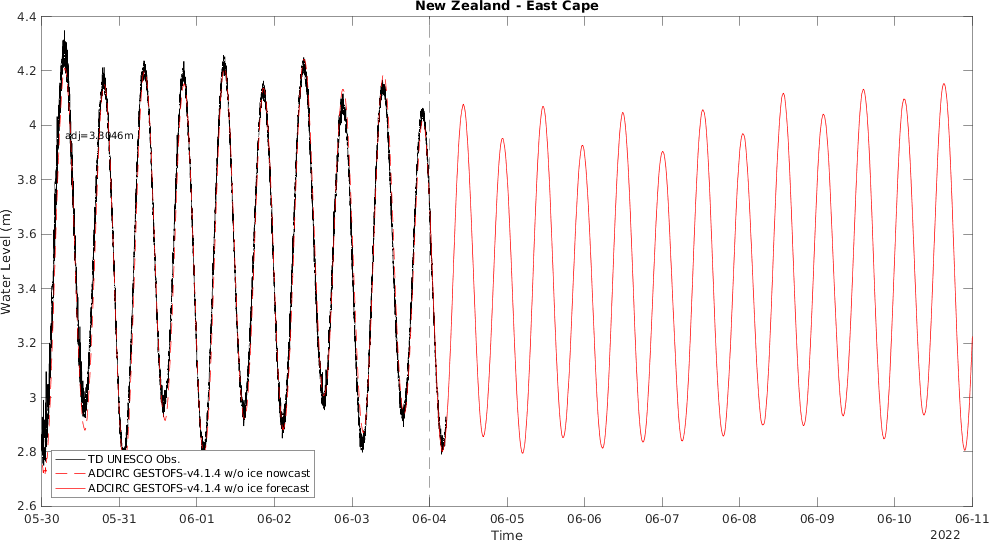 New Zealand - East Cape
4.4
4.2
4
3.8
3.6
3.4
3.2
3
2.8
2.6
Water Level (m)
adj=3.3046m
TD UNESCO Obs.
ADCIRC GESTOFS-v4.1.4 w/o ice nowcast
ADCIRC GESTOFS-v4.1.4 w/o ice forecast
05-30 05-31 06-01 06-02 06-03 06-04 06-05 06-06 06-07 06-08 06-09 06-10 06-11
Time
2022